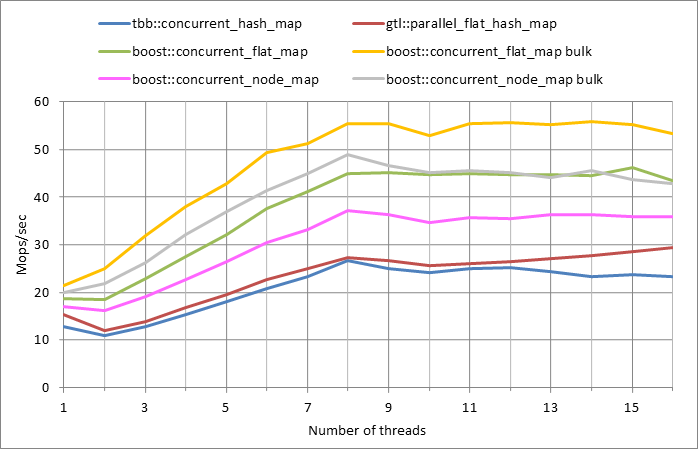 tbb::concurrent_hash_map gtl::parallel_flat_hash_map
boost::concurrent_flat_map boost::concurrent_flat_map bulk
boost::concurrent_node_map boost::concurrent_node_map bulk
60
50
40
30
20
10
0
Mops/sec
1 3 5 7 9 11 13 15
Number of threads